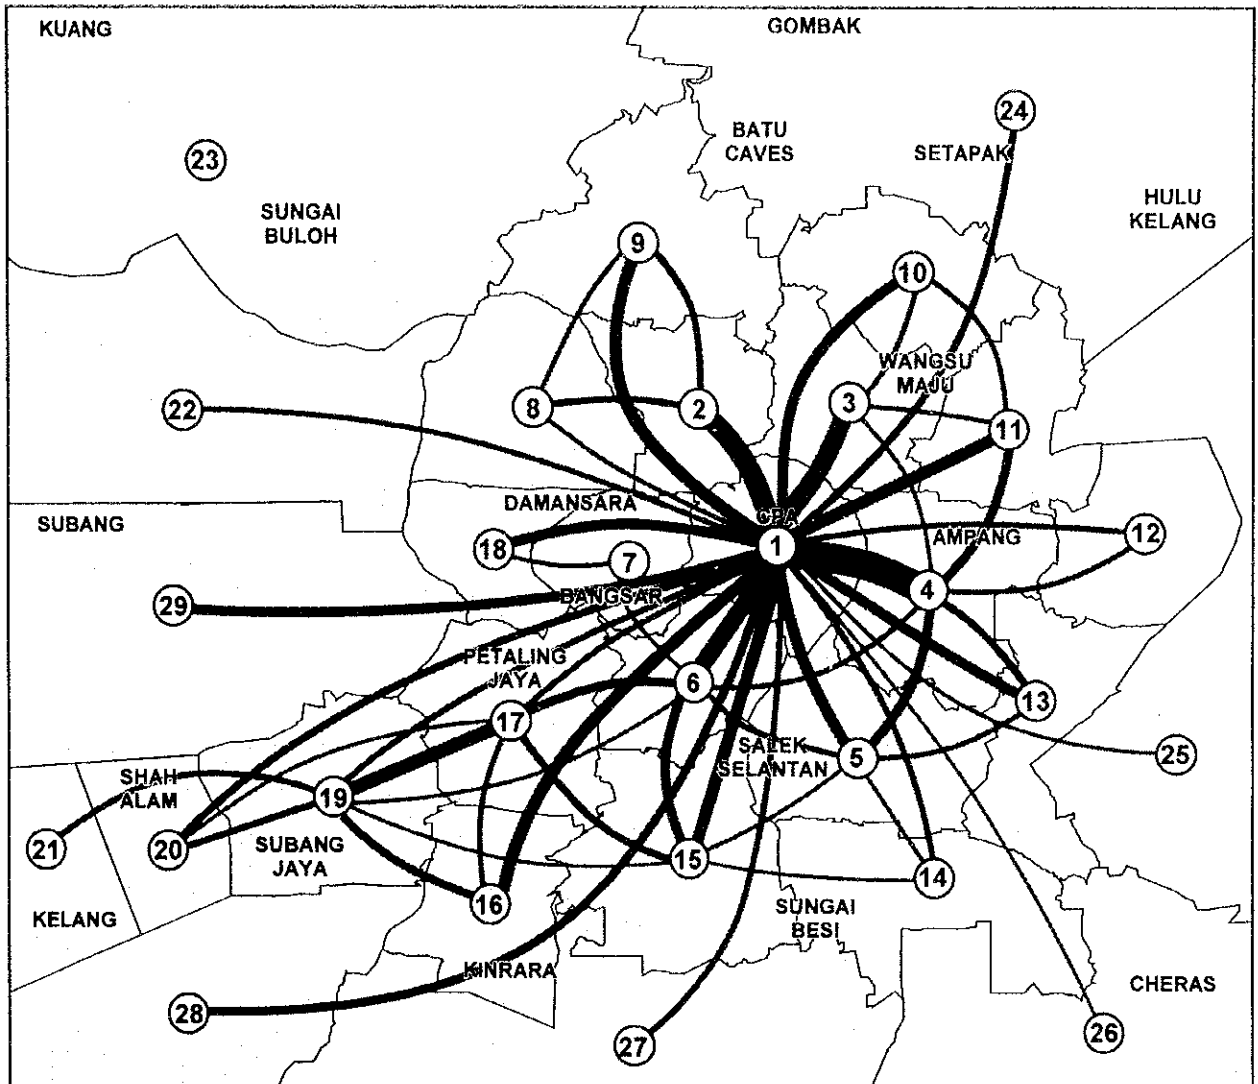 KUANG
GOMBAK
24
BATU
CAVES
SETAPAK
23
HULU
KELANG
SUNGAI
BULOH
9
10
WANGSU
MAJU
22
8
2
3
11
DAMANSARA
CPA
SUBANG
1
AMPANG
12
18
7
BANGSAR
4
29
PETALING
JAYA
6
13
17
SALEK
SELANTAN
5
25
SHAH
ALAM
19
21
20
SUBANG
JAYA
15
14
16
KELANG
SUNGAI
BESI
KINRARA
CHERAS
28
27
26